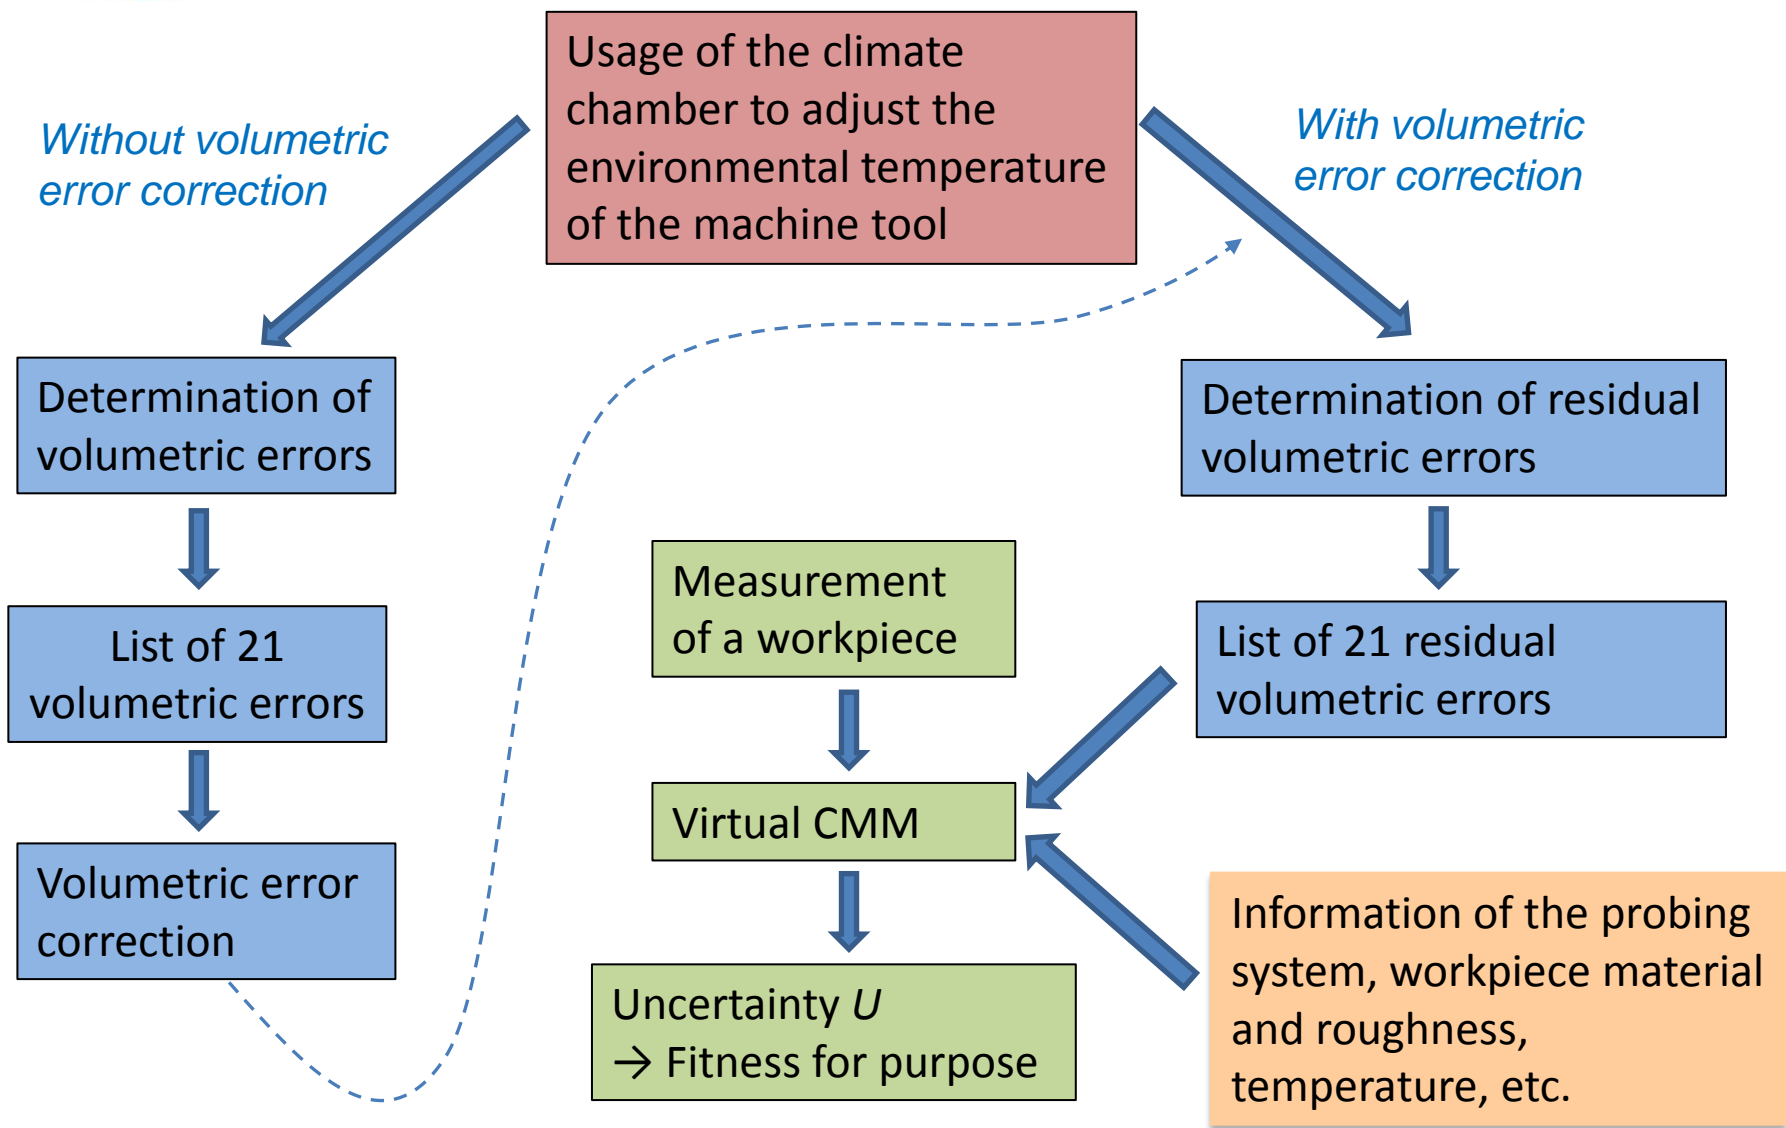 Usage of the climate
chamber to adjust the
environmental temperature
of the machine tool
Without volumetric
error correction
With volumetric
error correction
Determination of
volumetric errors
List of 21
volumetric errors
Volumetric error
correction
Measurement
of a workpiece
Virtual CMM
Uncertainty U
→ Fitness for purpose
Determination of residual
volumetric errors
List of 21 residual
volumetric errors
Information of the probing
system, workpiece material
and roughness,
temperature, etc.